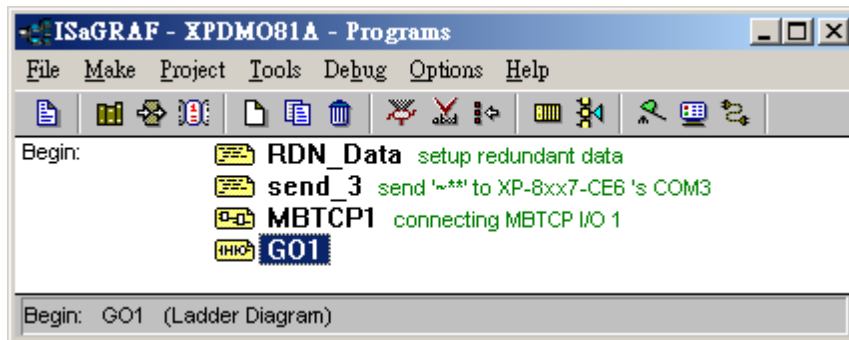 ISaGRAF - XPDMO81A - Programs
File Make Project Tools Debug Options Help
Begin: RDN_Data setup redundant data
send_3 send '~**' to XP-8xx7-CE6 's COM3
MBTCP1 connecting MBTCP I/O 1
GO1
Begin: GO1 (Ladder Diagram)